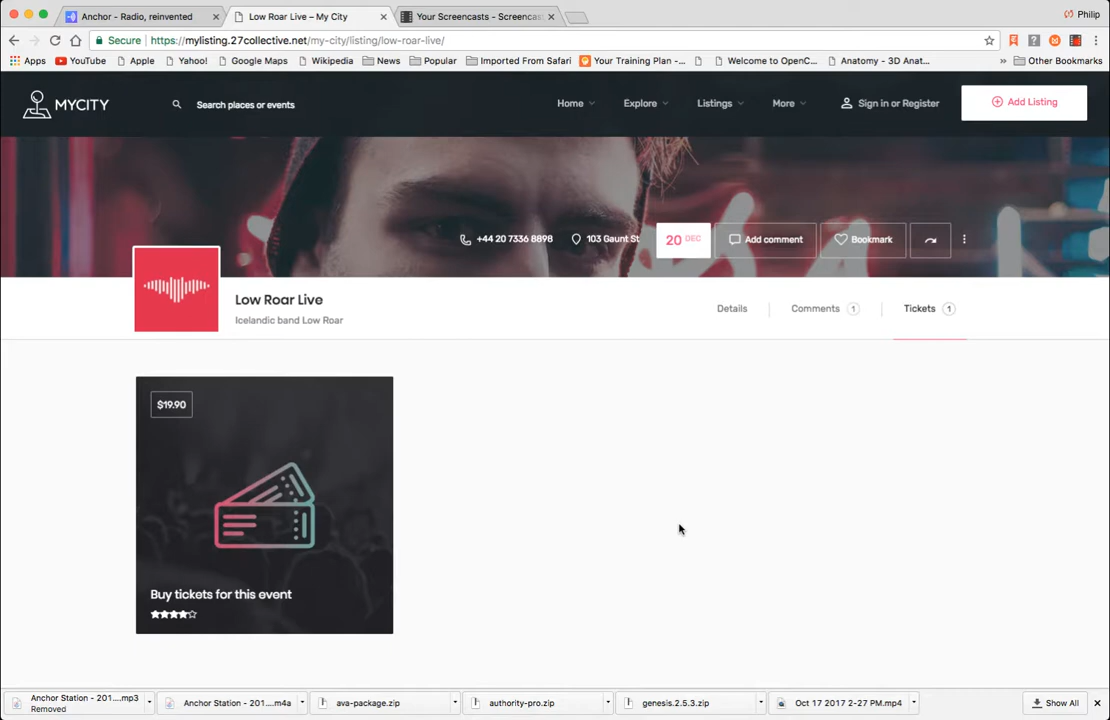 Anchor - Radio, reinvented
Low Roar Live – My City
Your Screencasts - Screencas
Philip
Secure
https://mylisting.27collective.net/my-city/listing/low-roar-live/
Apps
YouTube
Apple
Yahoo!
Google Maps
Wikipedia
News
Popular
Imported From Safari
Your Training Plan -...
Welcome to OpenC...
Anatomy - 3D Anat...
»
Other Bookmarks
MYCITY
Search places or events
Home
Explore
Listings
More
Sign in or Register
Add Listing
+44 20 7336 8898
103 Gaunt St
20 DEC
Add comment
Bookmark
Low Roar Live
Icelandic band Low Roar
Details
Comments 1
Tickets 1
$19.90
Buy tickets for this event
Anchor Station - 201....mp3
Removed
Anchor Station - 201....m4a
ava-package.zip
authority-pro.zip
genesis.2.5.3.zip
Oct 17 2017 2-27 PM.mp4
Show All